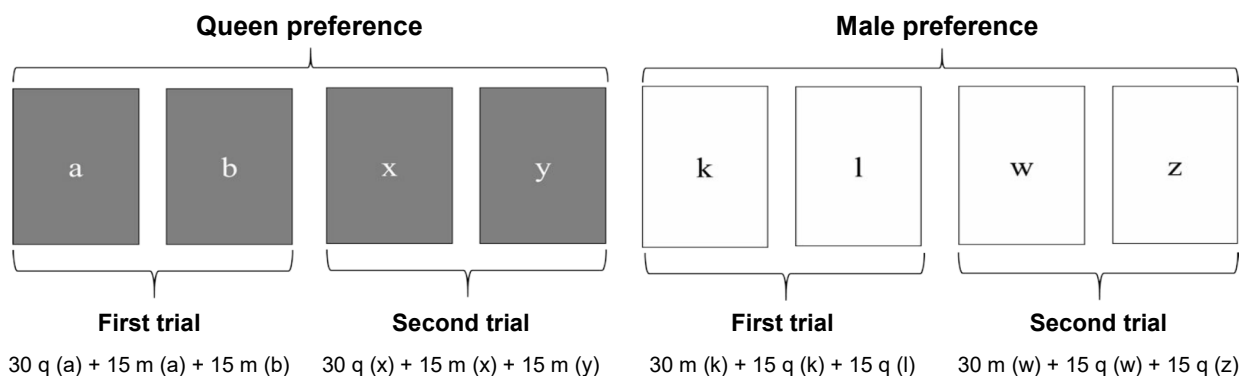 Queen preference
Male preference
a
b
x
y
k
l
w
z
First trial
Second trial
First trial
Second trial
30 q (a) + 15 m (a) + 15 m (b)
30 q (x) + 15 m (x) + 15 m (y)
30 m (k) + 15 q (k) + 15 q (l)
30 m (w) + 15 q (w) + 15 q (z)